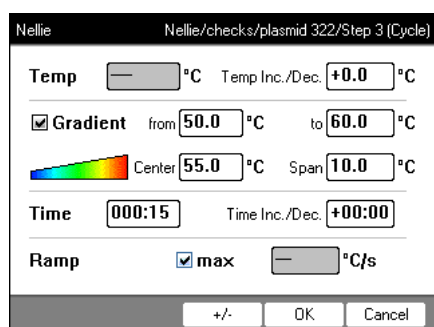 Nellie Nellie/checks/plasmid 322/Step 3 (Cycle)
Temp — °C Temp Inc./Dec. +0.0 °C
Gradient from 50.0 °C to 60.0 °C
Center 55.0 °C Span 10.0 °C
Time 000:15 Time Inc./Dec. +00:00
Ramp max — °C/s
+/- OK Cancel